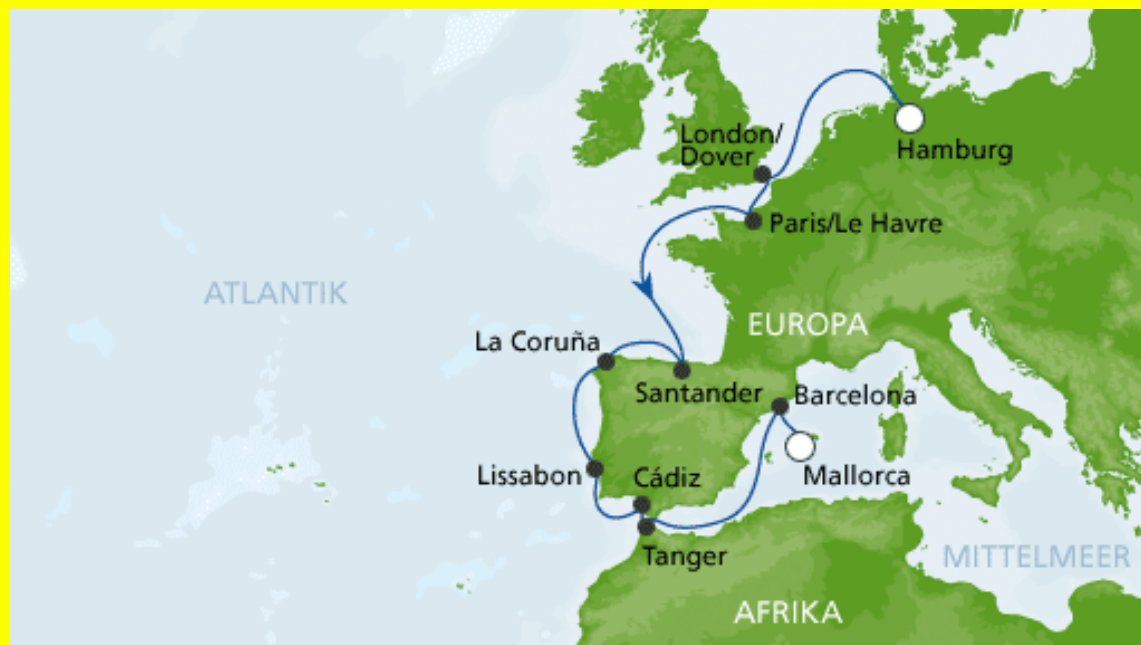 London/
Dover
Hamburg
Paris/Le Havre
ATLANTIK
EUROPA
La Coruña
Santander
Barcelona
Lissabon
Cádiz
Mallorca
Tanger
MITTELMEER
AFRIKA